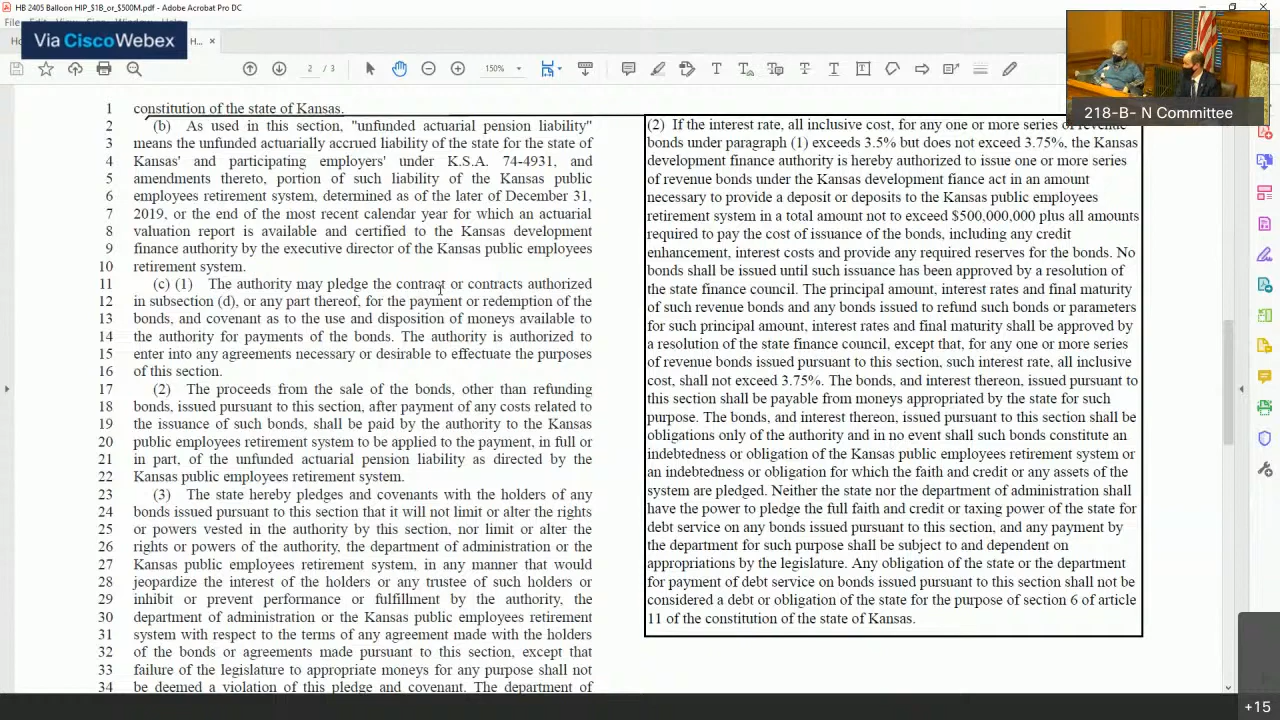 HB 2405 Balloon HIP_$1B_or_$500M.pdf - Adobe Acrobat Pro DC
Via Cisco Webex
H...
2 / 3
150%
218-B- N Committee
1 constitution of the state of Kansas.
2 (b) As used in this section, "unfunded actuarial pension liability"
3 means the unfunded actuarially accrued liability of the state for the state of
4 Kansas' and participating employers' under K.S.A. 74-4931, and
5 amendments thereto, portion of such liability of the Kansas public
6 employees retirement system, determined as of the later of December 31,
7 2019, or the end of the most recent calendar year for which an actuarial
8 valuation report is available and certified to the Kansas development
9 finance authority by the executive director of the Kansas public employees
10 retirement system.
11 (c) (1) The authority may pledge the contract or contracts authorized
12 in subsection (d), or any part thereof, for the payment or redemption of the
13 bonds, and covenant as to the use and disposition of moneys available to
14 the authority for payments of the bonds. The authority is authorized to
15 enter into any agreements necessary or desirable to effectuate the purposes
16 of this section.
17 (2) The proceeds from the sale of the bonds, other than refunding
18 bonds, issued pursuant to this section, after payment of any costs related to
19 the issuance of such bonds, shall be paid by the authority to the Kansas
20 public employees retirement system to be applied to the payment, in full or
21 in part, of the unfunded actuarial pension liability as directed by the
22 Kansas public employees retirement system.
23 (3) The state hereby pledges and covenants with the holders of any
24 bonds issued pursuant to this section that it will not limit or alter the rights
25 or powers vested in the authority by this section, nor limit or alter the
26 rights or powers of the authority, the department of administration or the
27 Kansas public employees retirement system, in any manner that would
28 jeopardize the interest of the holders or any trustee of such holders or
29 inhibit or prevent performance or fulfillment by the authority, the
30 department of administration or the Kansas public employees retirement
31 system with respect to the terms of any agreement made with the holders
32 of the bonds or agreements made pursuant to this section, except that
33 failure of the legislature to appropriate moneys for any purpose shall not
34 be deemed a violation of this pledge and covenant. The department of
(2) If the interest rate, all inclusive cost, for any one or more series of revenue
bonds under paragraph (1) exceeds 3.5% but does not exceed 3.75%, the Kansas
development finance authority is hereby authorized to issue one or more series
of revenue bonds under the Kansas development fiance act in an amount
necessary to provide a deposit or deposits to the Kansas public employees
retirement system in a total amount not to exceed $500,000,000 plus all amounts
required to pay the cost of issuance of the bonds, including any credit
enhancement, interest costs and provide any required reserves for the bonds. No
bonds shall be issued until such issuance has been approved by a resolution of
the state finance council. The principal amount, interest rates and final maturity
of such revenue bonds and any bonds issued to refund such bonds or parameters
for such principal amount, interest rates and final maturity shall be approved by
a resolution of the state finance council, except that, for any one or more series
of revenue bonds issued pursuant to this section, such interest rate, all inclusive
cost, shall not exceed 3.75%. The bonds, and interest thereon, issued pursuant to
this section shall be payable from moneys appropriated by the state for such
purpose. The bonds, and interest thereon, issued pursuant to this section shall be
obligations only of the authority and in no event shall such bonds constitute an
indebtedness or obligation of the Kansas public employees retirement system or
an indebtedness or obligation for which the faith and credit or any assets of the
system are pledged. Neither the state nor the department of administration shall
have the power to pledge the full faith and credit or taxing power of the state for
debt service on any bonds issued pursuant to this section, and any payment by
the department for such purpose shall be subject to and dependent on
appropriations by the legislature. Any obligation of the state or the department
for payment of debt service on bonds issued pursuant to this section shall not be
considered a debt or obligation of the state for the purpose of section 6 of article
11 of the constitution of the state of Kansas.
+15